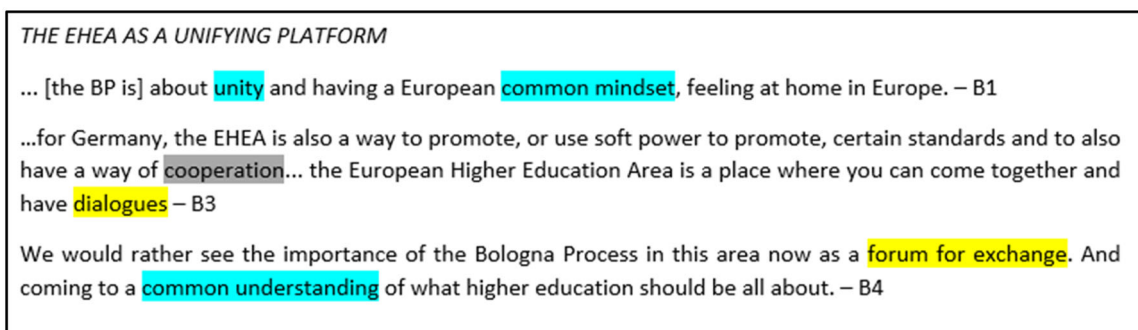 THE EHEA AS A UNIFYING PLATFORM
... [the BP is] about unity and having a European common mindset, feeling at home in Europe. – B1
...for Germany, the EHEA is also a way to promote, or use soft power to promote, certain standards and to also
have a way of cooperation... the European Higher Education Area is a place where you can come together and
have dialogues – B3
We would rather see the importance of the Bologna Process in this area now as a forum for exchange. And
coming to a common understanding of what higher education should be all about. – B4